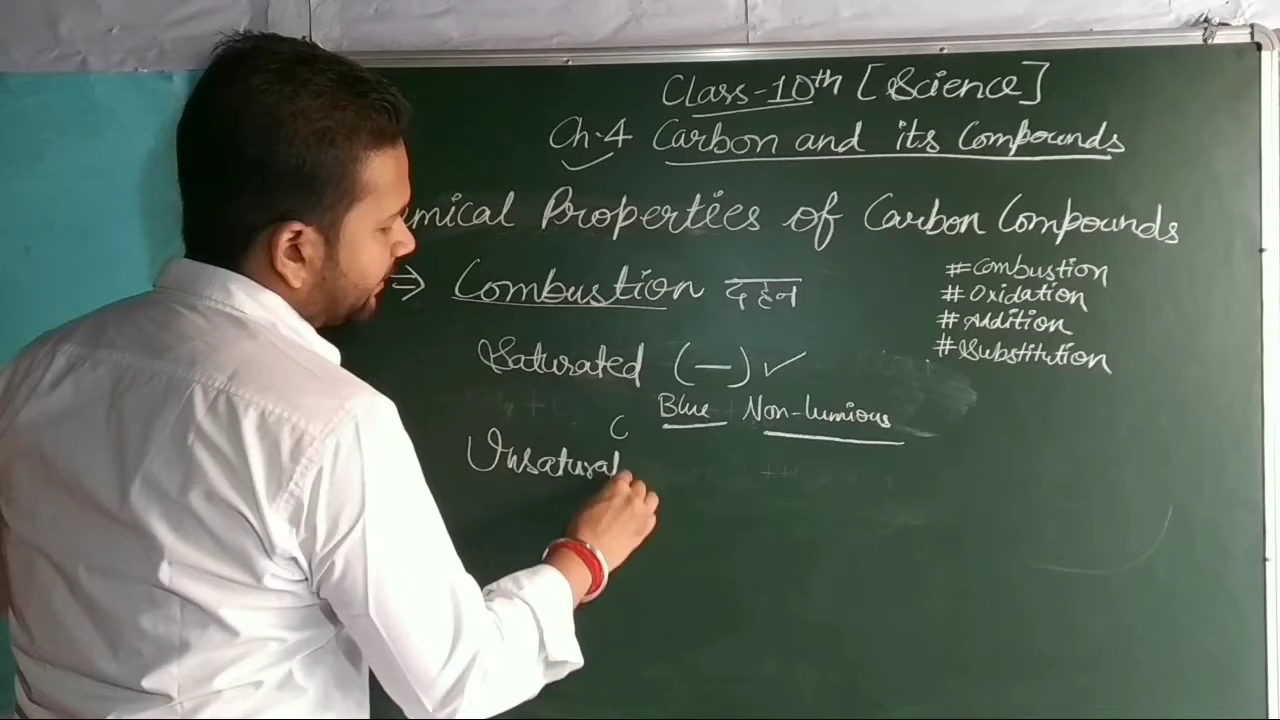 Class-10th [Science]
Ch-4 Carbon and its Compounds
mical Properties of Carbon Compounds
⇒ Combustion दहन
#Combustion
#Oxidation
#Addition
#Substitution
Saturated (—) ✓
Blue Non-lumious
C
Unsaturat